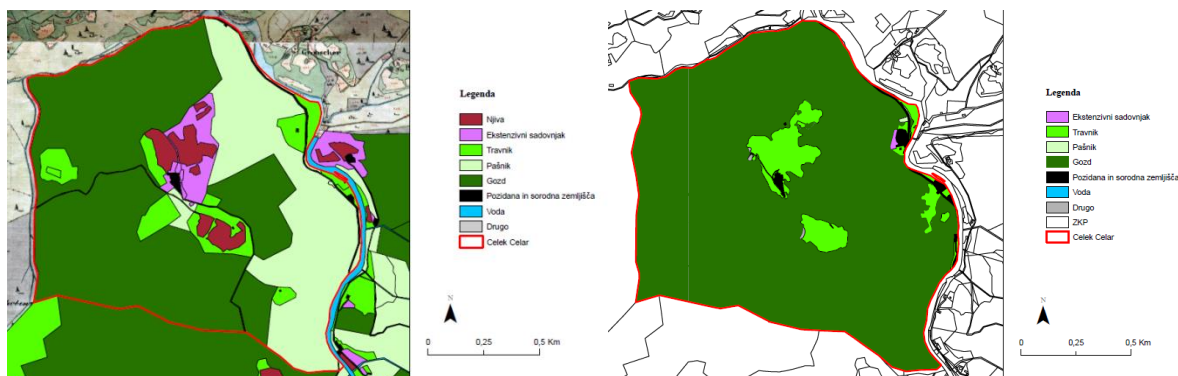 Legenda
Njiva
Ekstenzivni sadovnjak
Travnik
Pašnik
Gozd
Pozidana in sorodna zemljišča
Voda
Drugo
Celek Celar
N
0 0,25 0,5 Km
Legenda
Ekstenzivni sadovnjak
Travnik
Pašnik
Gozd
Pozidana in sorodna zemljišča
Voda
Drugo
ZKP
Celek Celar
N
0 0,25 0,5 Km